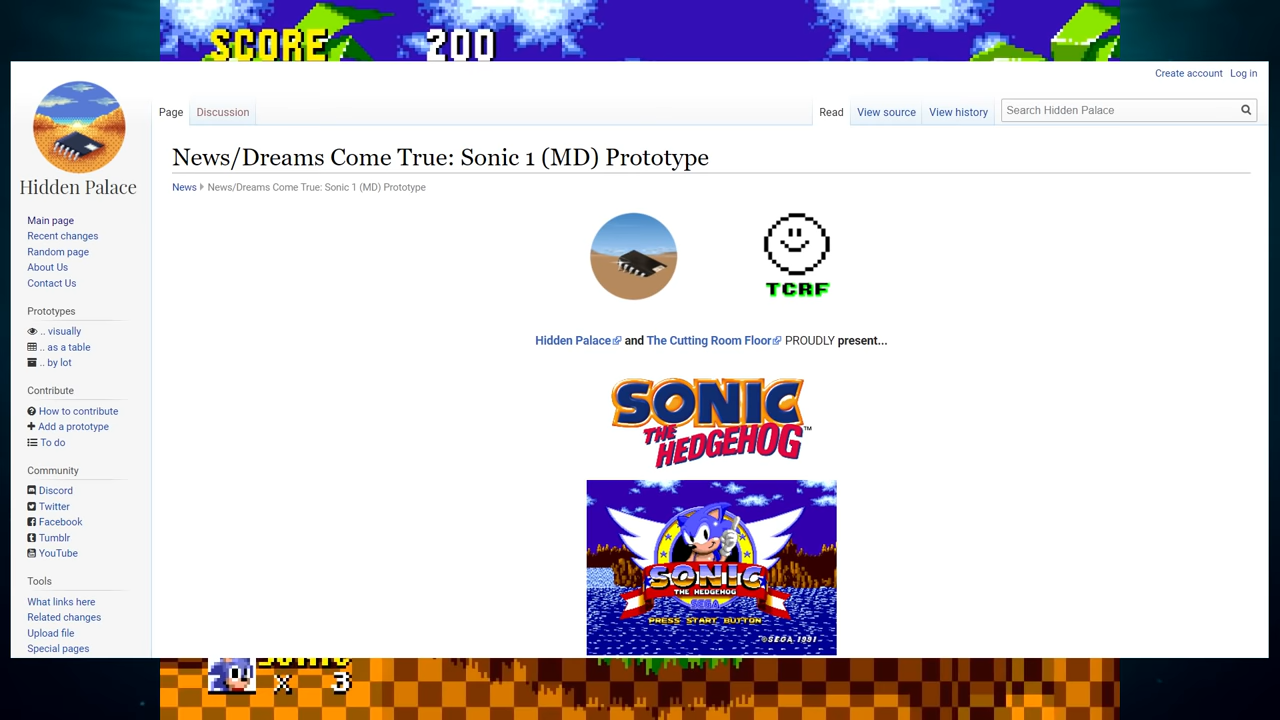 SCORE 200
Create account Log in
Page Discussion Read View source View history Search Hidden Palace
Hidden Palace
News/Dreams Come True: Sonic 1 (MD) Prototype
News News/Dreams Come True: Sonic 1 (MD) Prototype
Main page
Recent changes
Random page
About Us
Contact Us
Prototypes
.. visually
.. as a table
.. by lot
Contribute
How to contribute
Add a prototype
To do
Community
Discord
Twitter
Facebook
Tumblr
YouTube
Tools
What links here
Related changes
Upload file
Special pages
TCRF
Hidden Palace and The Cutting Room Floor PROUDLY present...
SONIC
THE
HEDGEHOG™
SONIC
THE HEDGEHOG
SEGA
PRESS START BUTTON
©SEGA 1991
SONIC
X 3